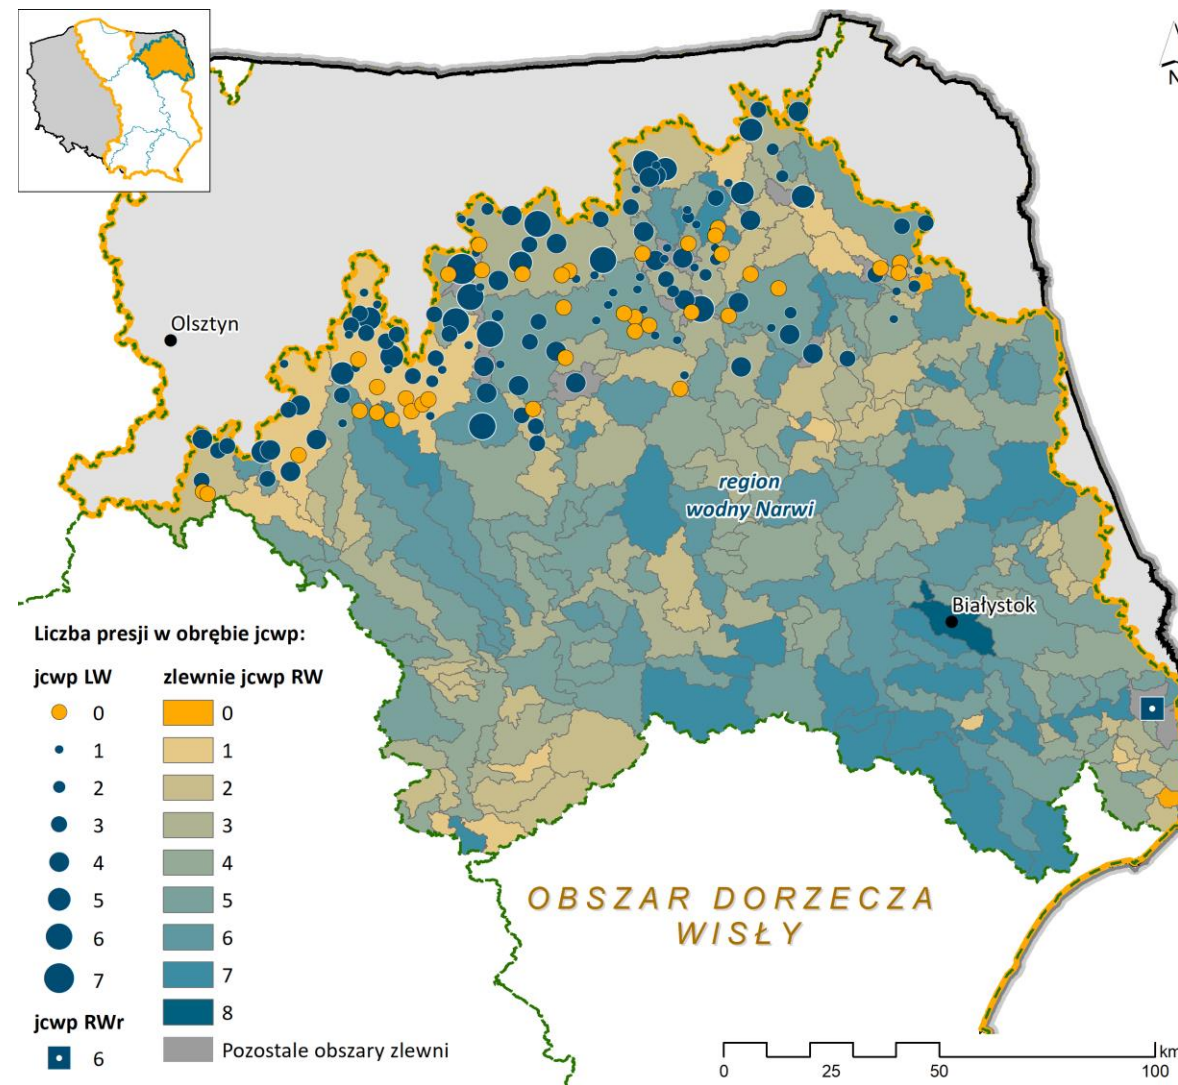 N
Olsztyn
region
wodny Narwi
Białystok
Liczba presji w obrębie jcwp:
jcwp LW
0
1
2
3
4
5
6
7
jcwp RWr
6
zlewnie jcwp RW
0
1
2
3
4
5
6
7
8
Pozostałe obszary zlewni
OBSZAR DORZECZA
WISŁY
0 25 50 100
km